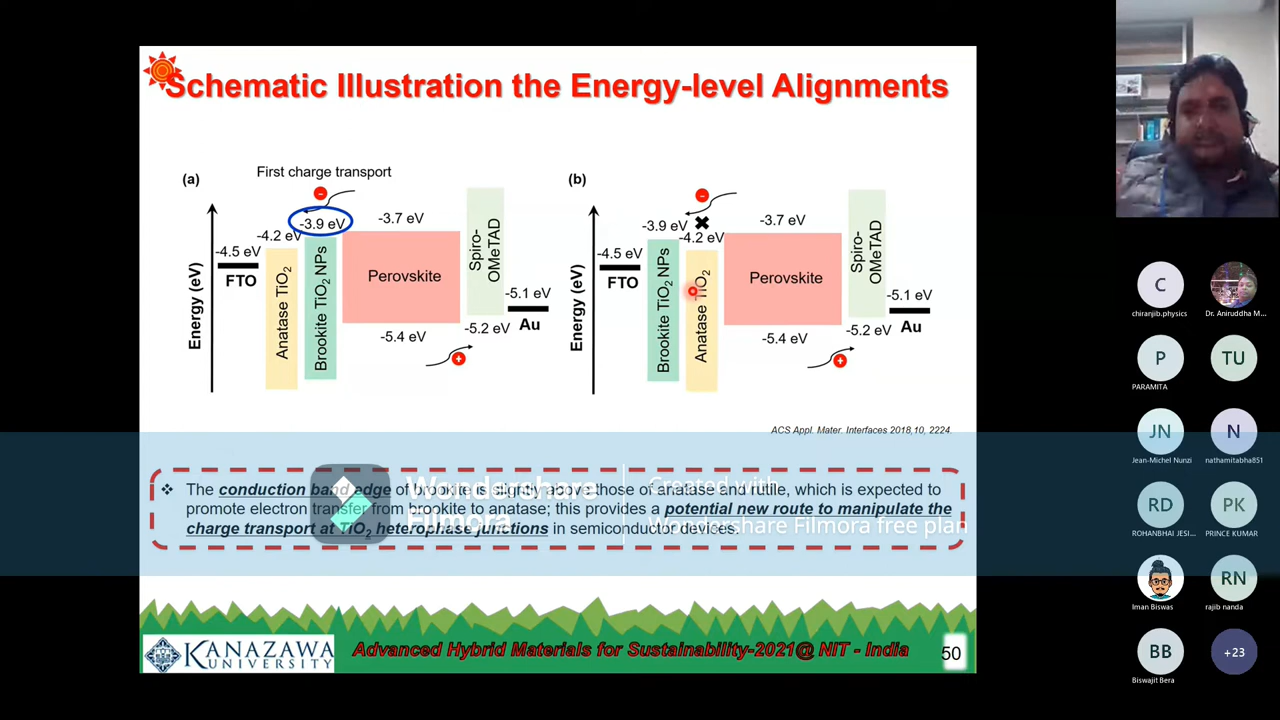 Schematic Illustration the Energy-level Alignments
(a)
First charge transport
-
-3.9 eV
-3.7 eV
-4.2 eV
-4.5 eV
FTO
Energy (eV)
Anatase TiO2
Brookite TiO2 NPs
Perovskite
Spiro-
OMeTAD
-5.1 eV
Au
-5.2 eV
-5.4 eV
+
(b)
-
-3.9 eV
-3.7 eV
-4.2 eV
-4.5 eV
FTO
Energy (eV)
Brookite TiO2 NPs
Anatase TiO2
Perovskite
Spiro-
OMeTAD
-5.1 eV
Au
-5.2 eV
-5.4 eV
+
ACS Appl. Mater. Interfaces 2018,10, 2224.
❖ The conduction band edge of brookite is slightly above those of anatase and rutile, which is expected to
promote electron transfer from brookite to anatase; this provides a potential new route to manipulate the
charge transport at TiO2 heterophase junctions in semiconductor devices.
Wondershare
Filmora
Created with
Wondershare Filmora free plan
KANAZAWA
UNIVERSITY
Advanced Hybrid Materials for Sustainability-2021@ NIT - India
50
C
chiranjib.physics
Dr. Aniruddha M...
P
PARAMITA
TU
JN
Jean-Michel Nunzi
N
nathamitabha851
RD
ROHANBHAI JESI...
PK
PRINCE KUMAR
Iman Biswas
RN
rajib nanda
BB
Biswajit Bera
+23